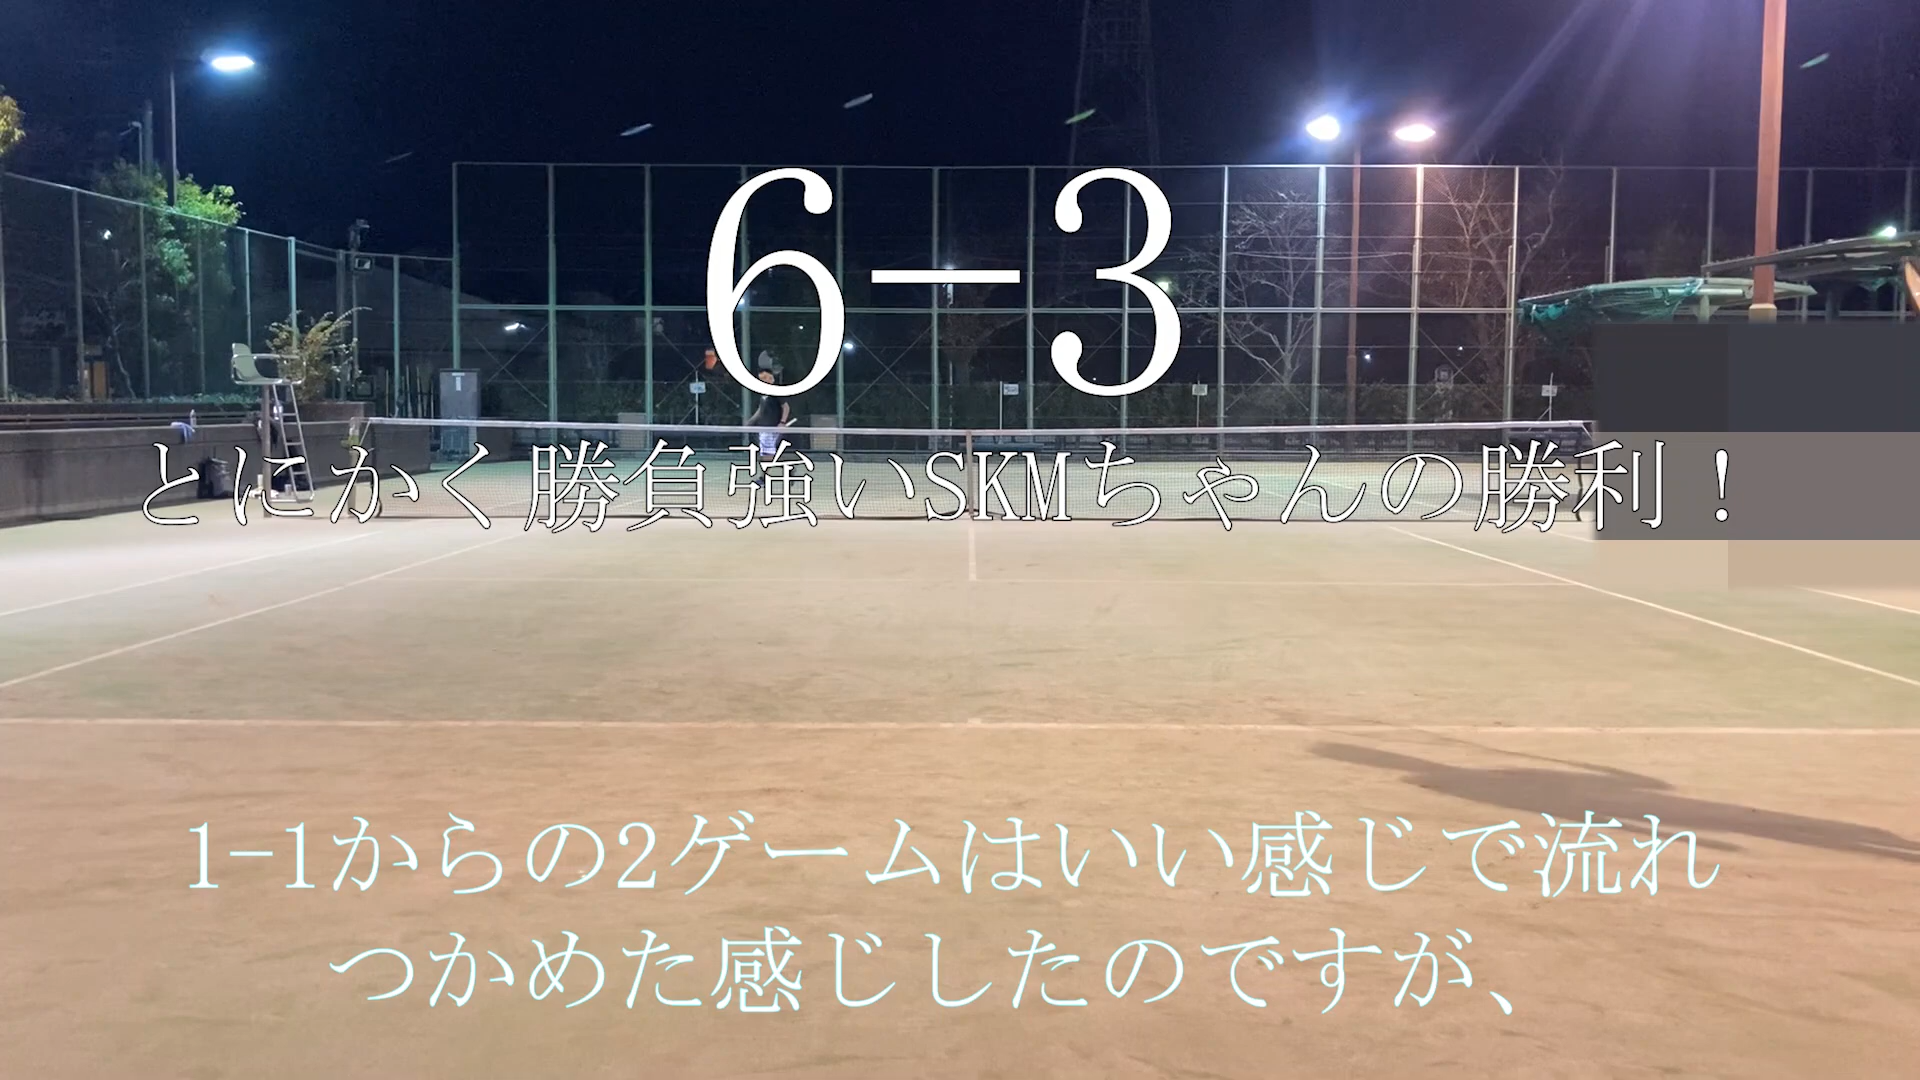 6−3
とにかく勝負強いSKMちゃんの勝利！
1-1からの2ゲームはいい感じで流れ
つかめた感じしたのですが、